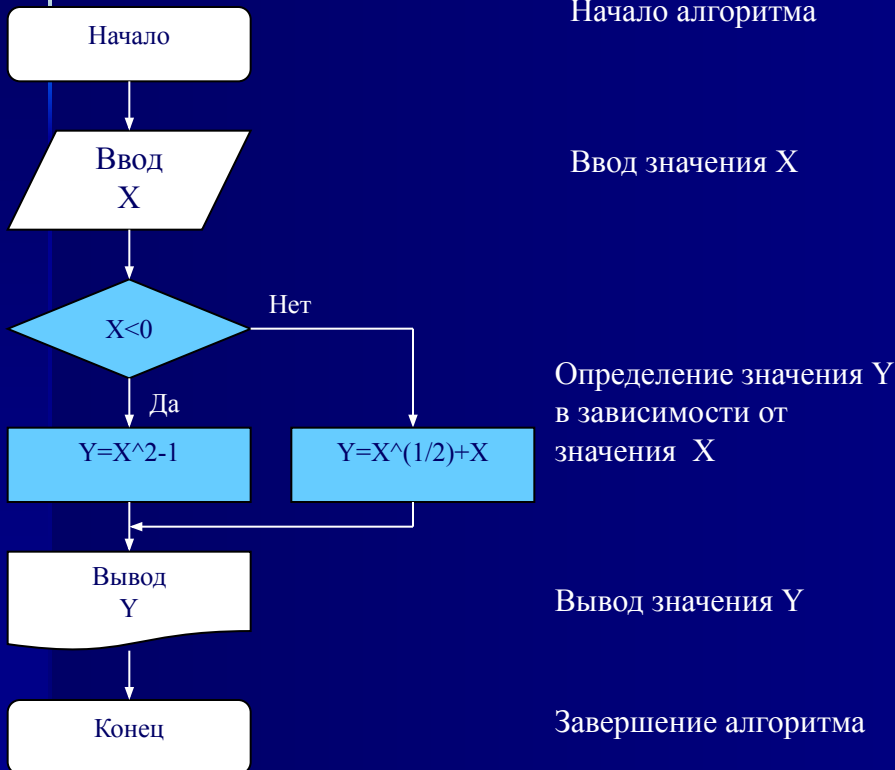 Начало
Начало алгоритма
Ввод
X
Ввод значения X
X<0
Нет
Да
Y=X^2-1
Y=X^(1/2)+X
Определение значения Y
в зависимости от
значения X
Вывод
Y
Вывод значения Y
Конец
Завершение алгоритма